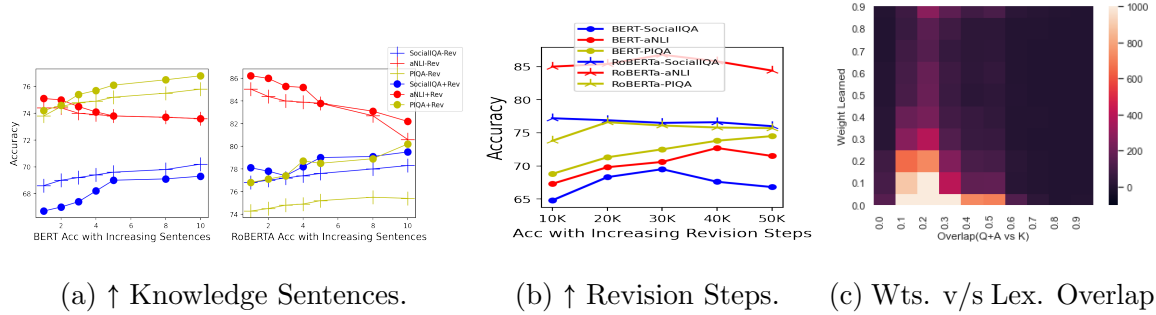 SocialIQA-Rev
aNLI-Rev
PIQA-Rev
SocialIQA+Rev
aNLI+Rev
PIQA+Rev
Accuracy
76
74
72
70
68
2 4 6 8 10
BERT Acc with Increasing Sentences
86
84
82
80
78
76
74
2 4 6 8 10
RoBERTA Acc with Increasing Sentences
(a) ↑ Knowledge Sentences.
BERT-SocialIQA
BERT-aNLI
BERT-PIQA
RoBERTa-SocialIQA
RoBERTa-aNLI
RoBERTa-PIQA
Accuracy
85
80
75
70
65
10K 20K 30K 40K 50K
Acc with Increasing Revision Steps
(b) ↑ Revision Steps.
Weight Learned
0.9
0.8
0.7
0.6
0.5
0.4
0.3
0.2
0.1
0.0
0.0 0.1 0.2 0.3 0.4 0.5 0.6 0.7 0.8 0.9
Overlap(Q+A vs K)
1000
800
600
400
200
0
(c) Wts. v/s Lex. Overlap